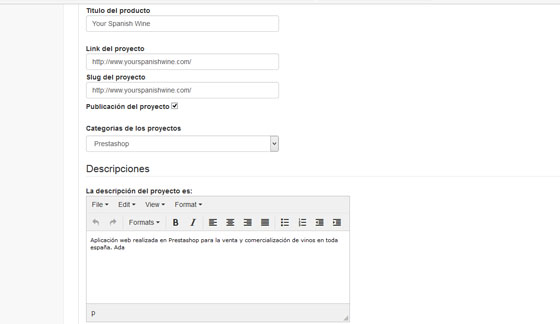 Titulo del producto
Your Spanish Wine
Link del proyecto
http://www.yourspanishwine.com/
Slug del proyecto
http://www.yourspanishwine.com/
Publicación del proyecto
Categorias de los proyectos
Prestashop
Descripciones
La descripción del proyecto es:
File Edit View Format
Formats B I
Aplicación web realizada en Prestashop para la venta y comercialización de vinos en toda
españa. Ada
p